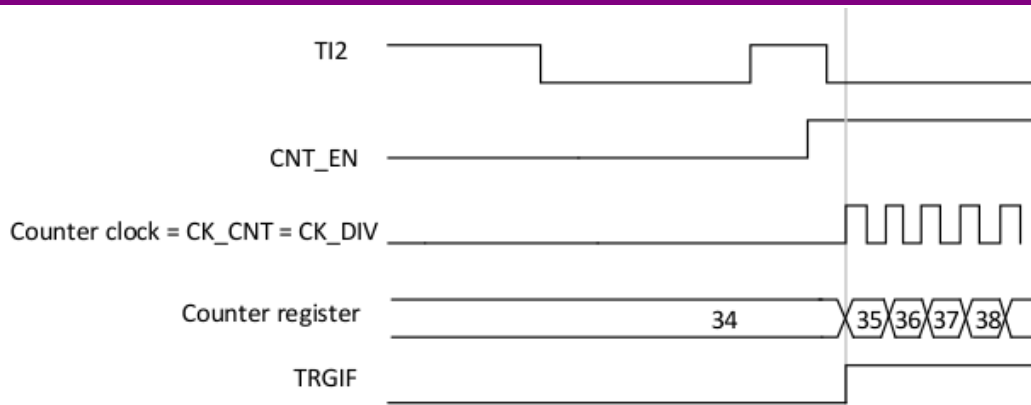 TI2
CNT_EN
Counter clock = CK_CNT = CK_DIV
Counter register
34
35
36
37
38
TRGIF